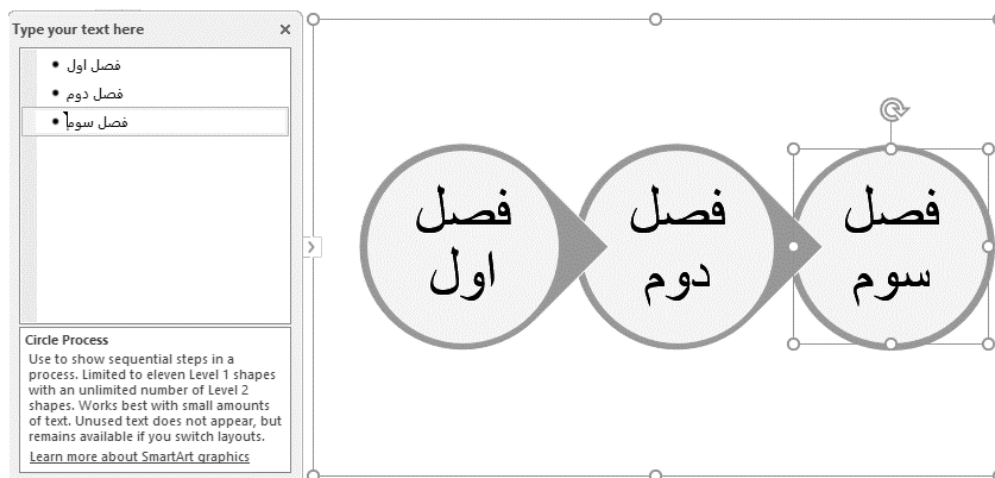 Type your text here
فصل اول
فصل دوم
فصل سوم
Circle Process
Use to show sequential steps in a
process. Limited to eleven Level 1 shapes
with an unlimited number of Level 2
shapes. Works best with small amounts
of text. Unused text does not appear, but
remains available if you switch layouts.
Learn more about SmartArt graphics
فصل
اول
فصل
دوم
فصل
سوم